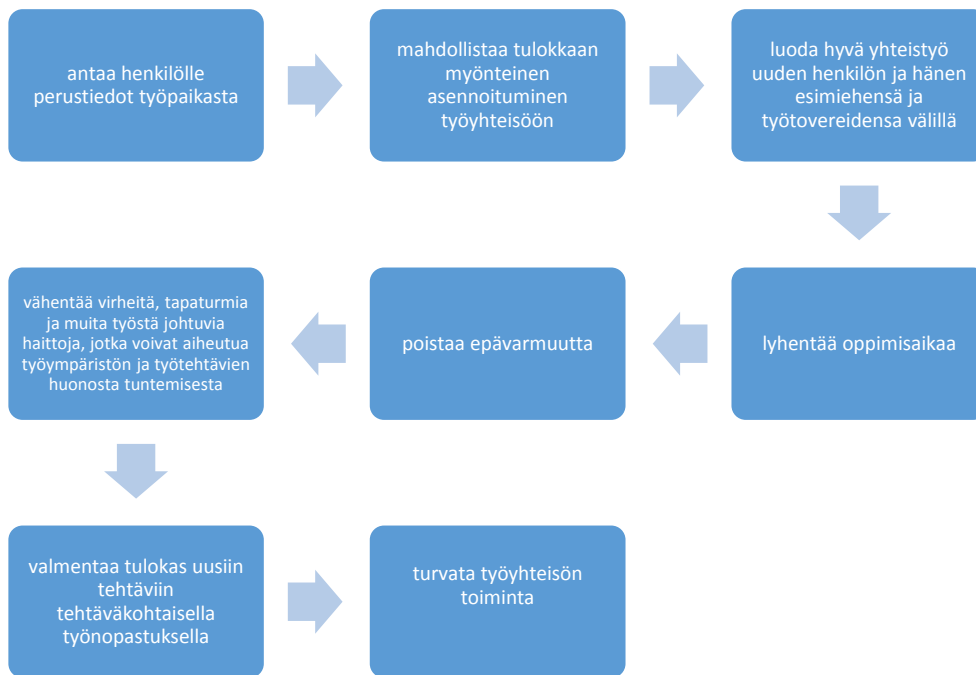 antaa henkilölle
perustiedot työpaikasta
mahdollistaa tulokkaan
myönteinen
asennoituminen
työyhteisöön
luoda hyvä yhteistyö
uuden henkilön ja hänen
esimiehensä ja
työtovereidensa välillä
lyhentää oppimisaikaa
poistaa epävarmuutta
vähentää virheitä, tapaturmia
ja muita työstä johtuvia
haittoja, jotka voivat aiheutua
työympäristön ja työtehtävien
huonosta tuntemisesta
valmentaa tulokas uusiin
tehtäviin
tehtäväkohtaisella
työnopastuksella
turvata työyhteisön
toiminta